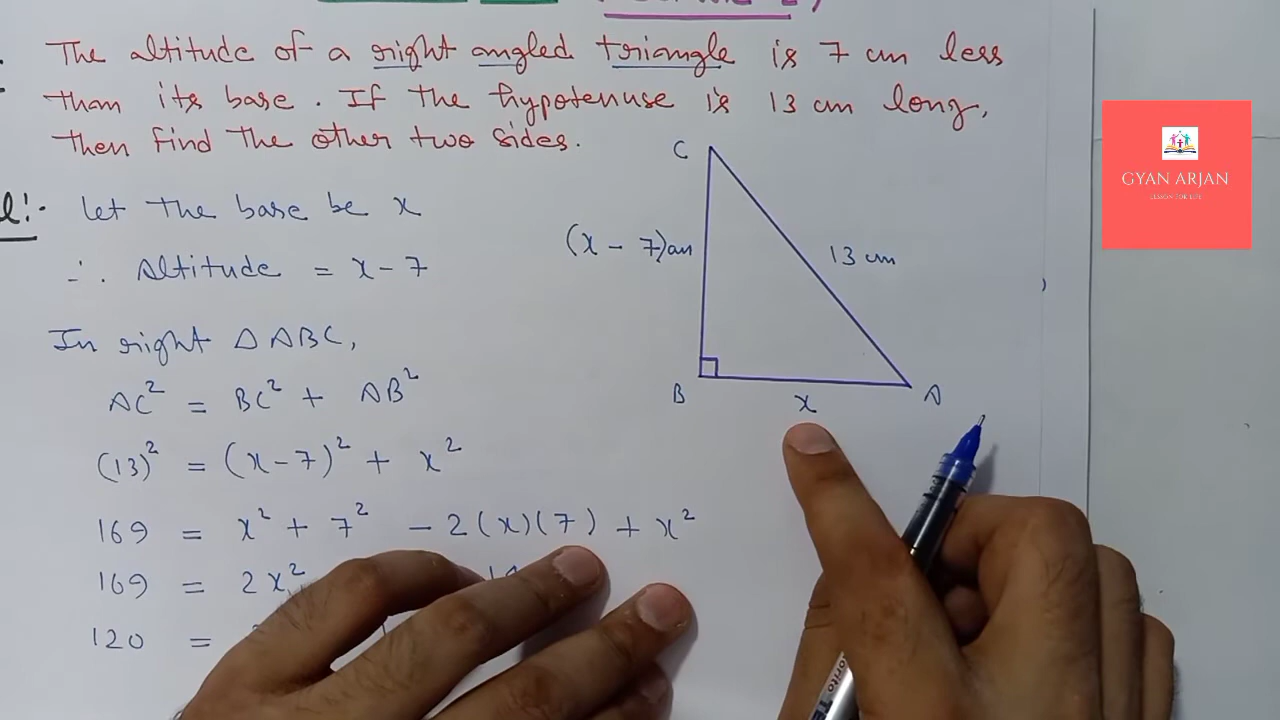 The altitude of a right angled triangle is 7 cm less
than its base. If the hypotenuse is 13 cm long,
then find the other two sides.
let the base be x
∴ Altitude = x - 7
In right ΔABC,
AC² = BC² + AB²
(13)² = (x-7)² + x²
169 = x² + 7² - 2(x)(7) + x²
169 = 2x²
120 =
C
(x - 7)cm
13 cm
B
x
A
GYAN ARJAN
LESSON FOR LIFE